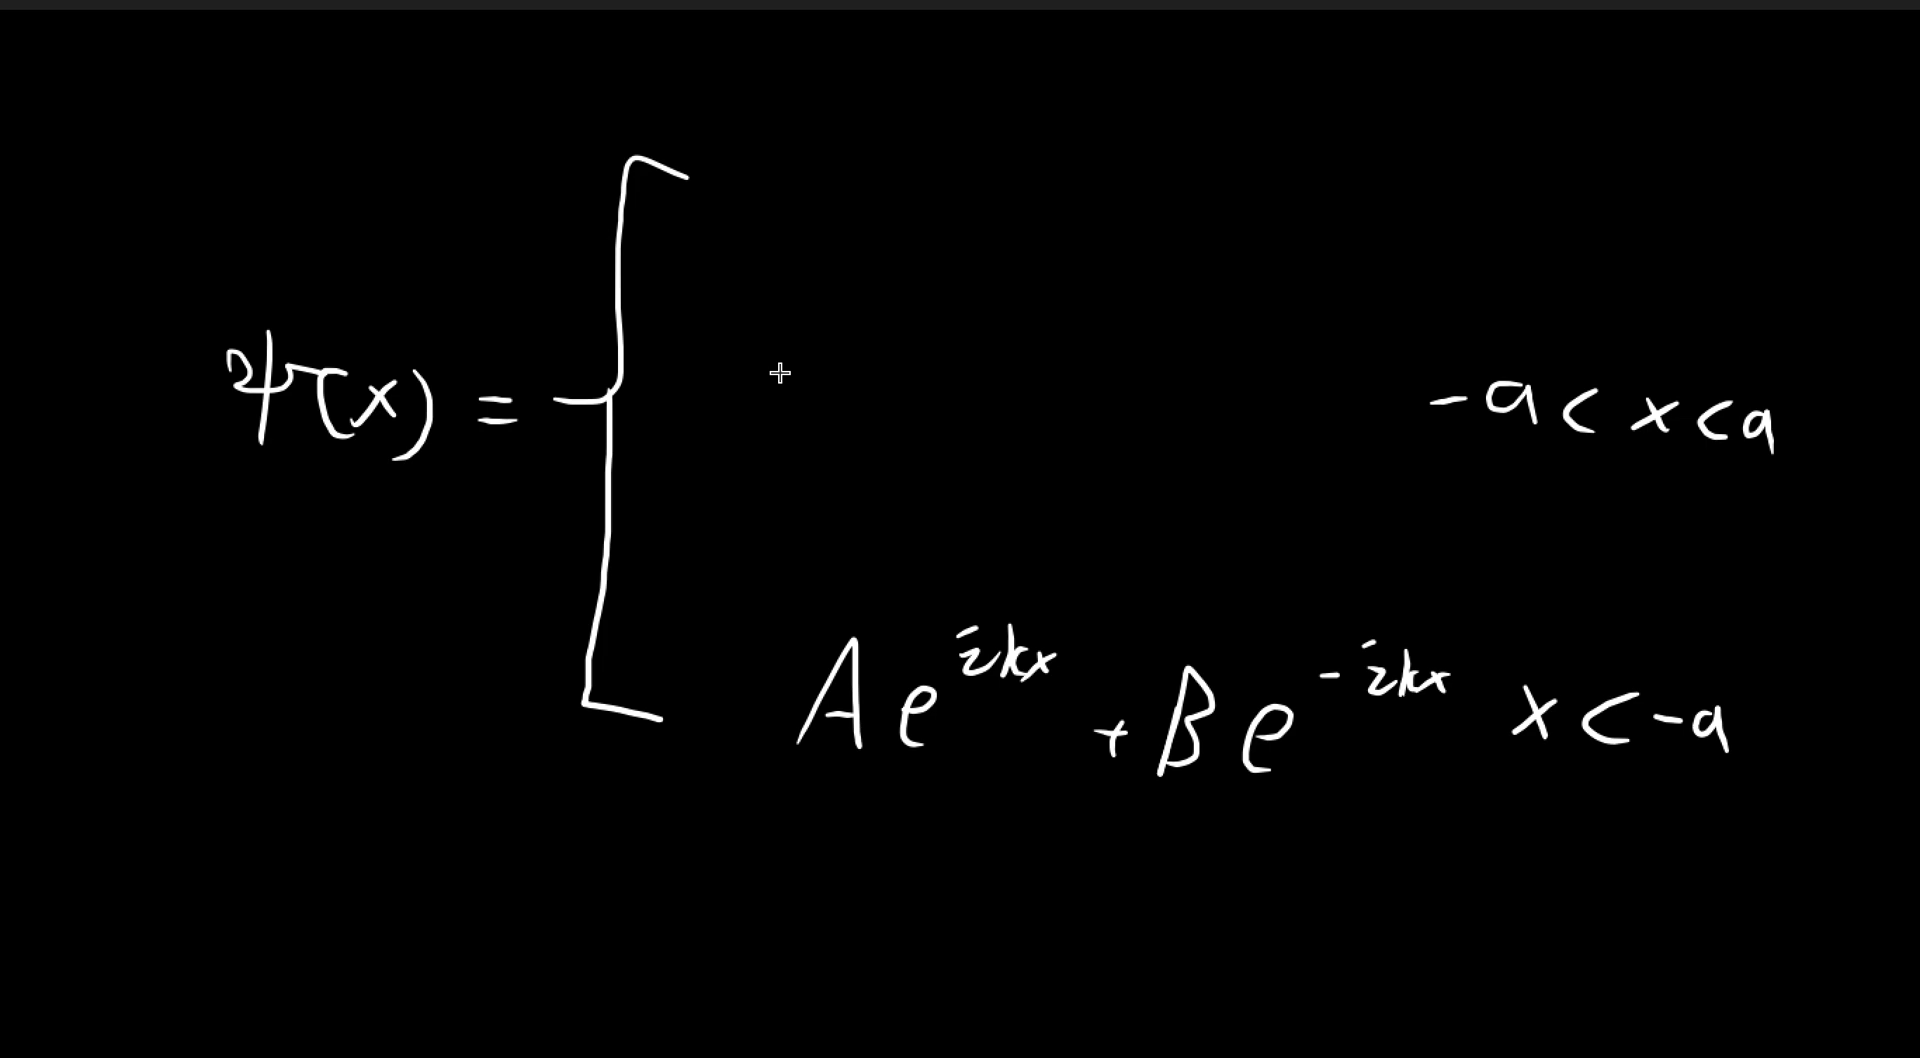 ψ(x) = {
-a < x < a
Ae^{ikx} + Be^{-ikx} x < -a